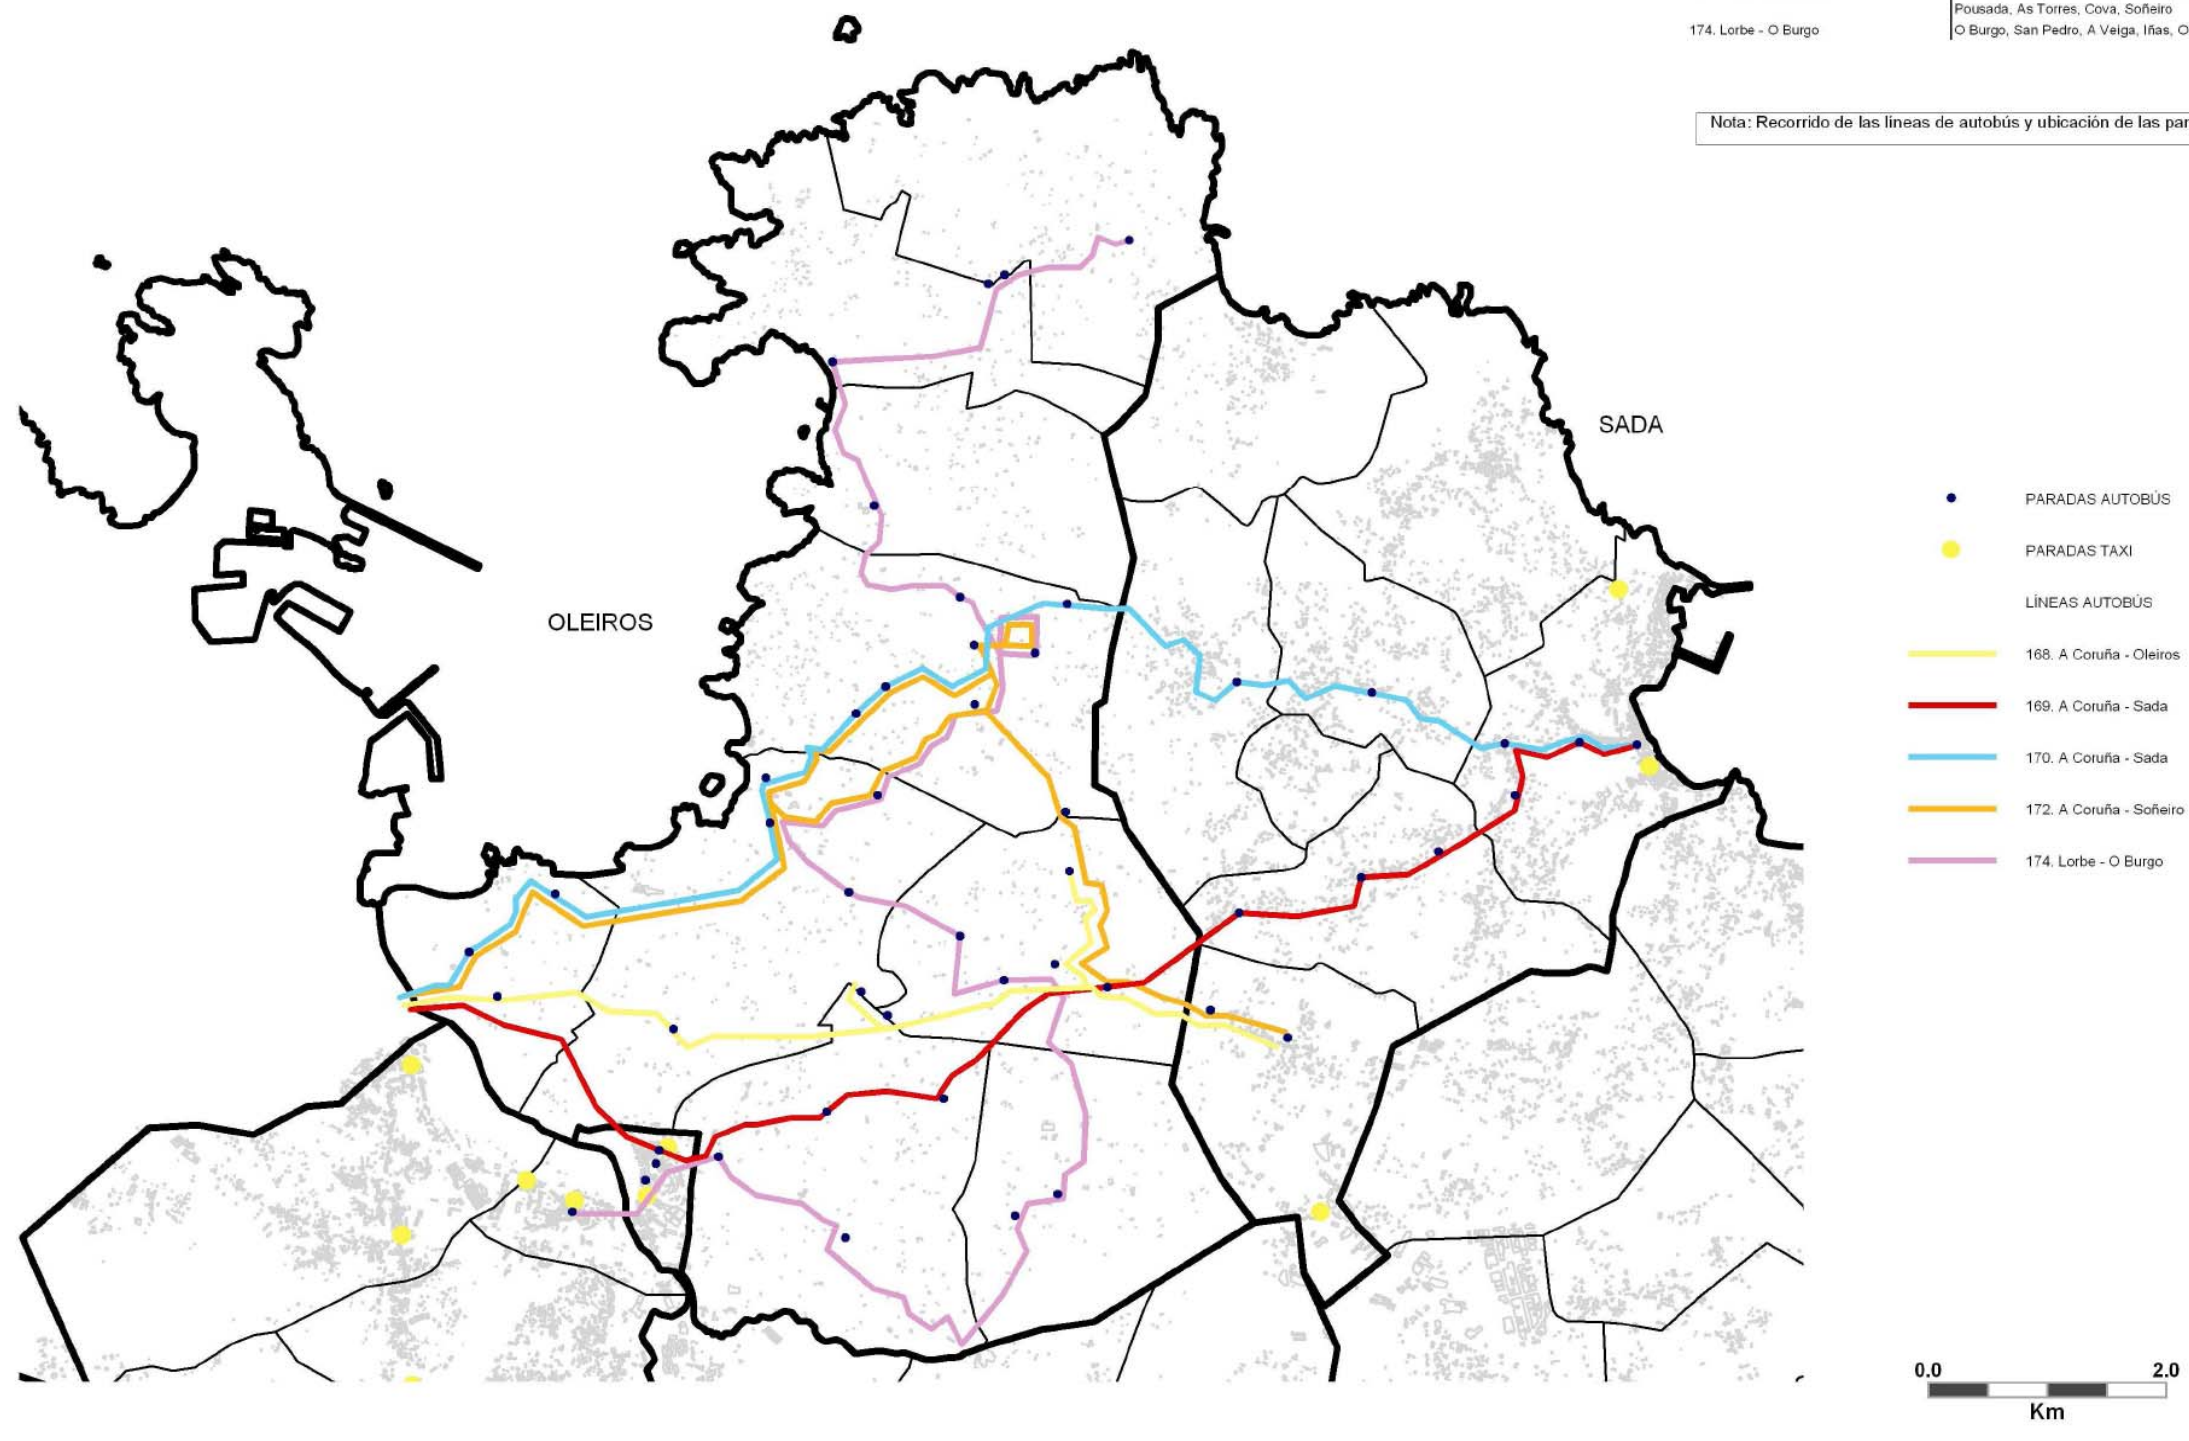 Pousada, As Torres, Cova, Soñeiro
174. Lorbe - O Burgo
O Burgo, San Pedro, A Veiga, Iñas, O
Nota: Recorrido de las lineas de autobús y ubicación de las par
SADA
OLEIROS
PARADAS AUTOBÚS
PARADAS TAXI
LÍNEAS AUTOBÚS
168. A Coruña - Oleiros
169. A Coruña - Sada
170. A Coruña - Sada
172. A Coruña - Soñeiro
174. Lorbe - O Burgo
0.0 2.0
Km